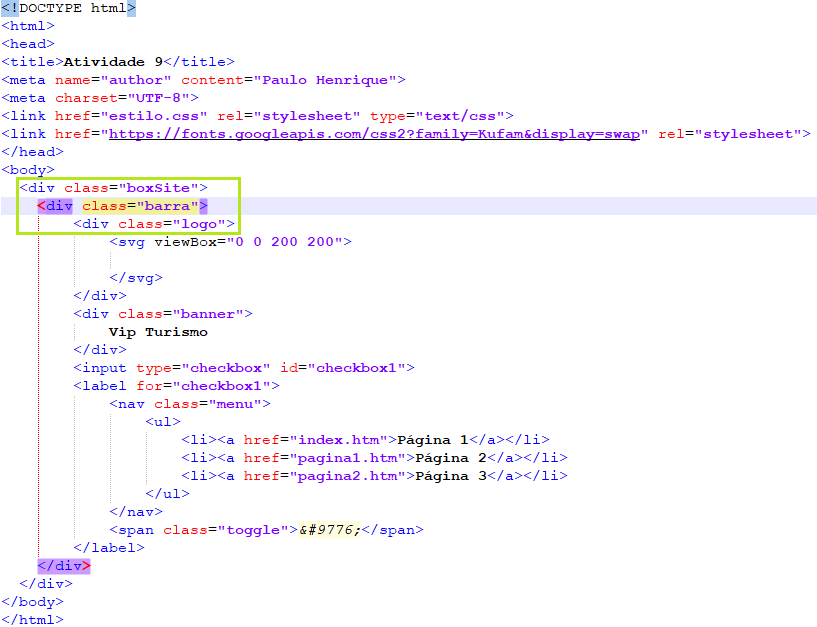 <!DOCTYPE html>
<html>
<head>
<title>Atividade 9</title>
<meta name="author" content="Paulo Henrique">
<meta charset="UTF-8">
<link href="estilo.css" rel="stylesheet" type="text/css">
<link href="https://fonts.googleapis.com/css2?family=Kufam&display=swap" rel="stylesheet">
</head>
<body>
<div class="boxSite">
<div class="barra">
<div class="logo">
<svg viewBox="0 0 200 200">
</svg>
</div>
<div class="banner">
Vip Turismo
</div>
<input type="checkbox" id="checkbox1">
<label for="checkbox1">
<nav class="menu">
<ul>
<li><a href="index.htm">Página 1</a></li>
<li><a href="pagina1.htm">Página 2</a></li>
<li><a href="pagina2.htm">Página 3</a></li>
</ul>
</nav>
<span class="toggle">&#9776;</span>
</label>
</div>
</div>
</body>
</html>